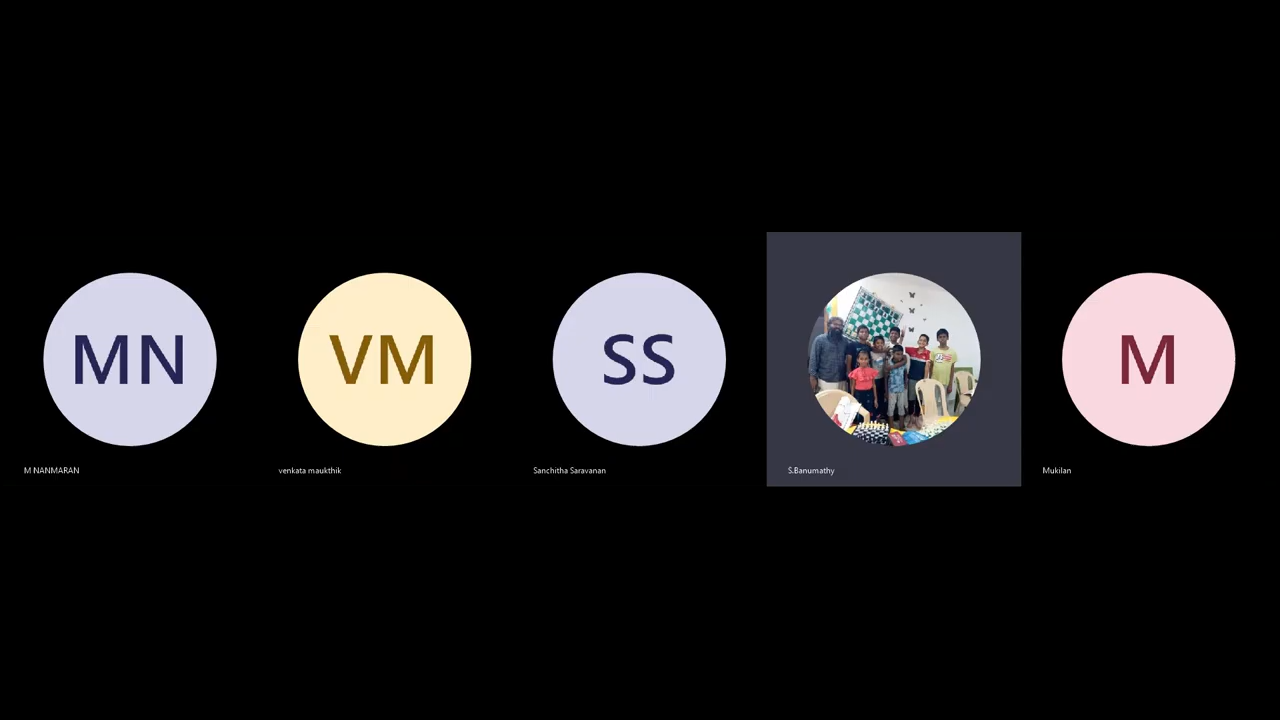 MN
VM
SS
M
M NANMARAN
venkata maukthik
Sanchitha Saravanan
S.Banumathy
Mukilan